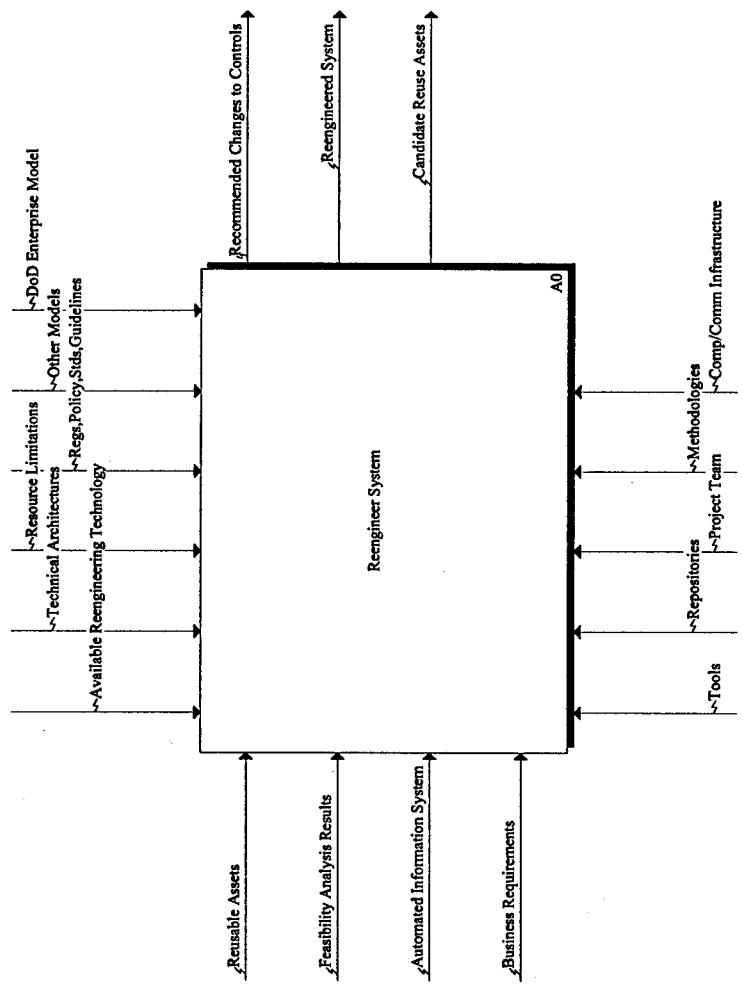 Resource Limitations
DoD Enterprise Model
Technical Architectures
Other Models
Regs,Policy,Stds,Guidelines
Available Reengineering Technology
Reusable Assets
Feasibility Analysis Results
Automated Information System
Business Requirements
Reengineer System
A0
Recommended Changes to Controls
Reengineered System
Candidate Reuse Assets
Repositories
Methodologies
Tools
Project Team
Comp/Comm Infrastructure